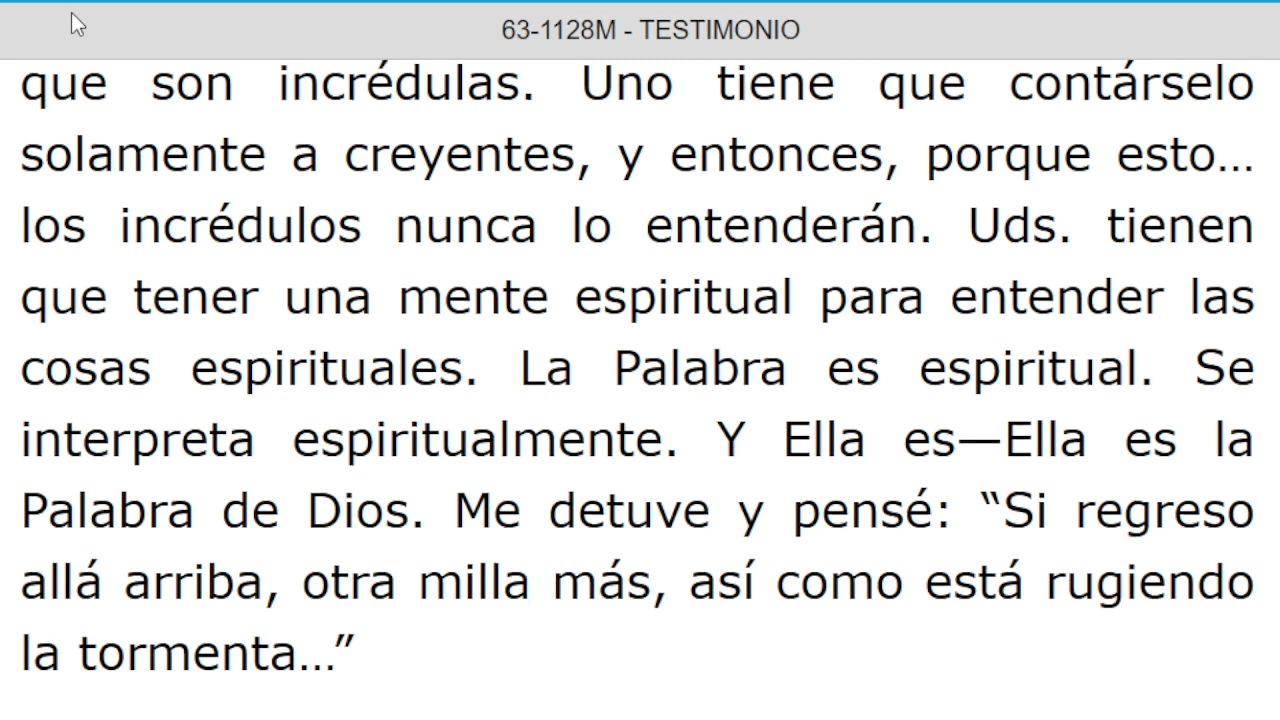 63-1128M - TESTIMONIO
que son incrédulas. Uno tiene que contárselo
solamente a creyentes, y entonces, porque esto…
los incrédulos nunca lo entenderán. Uds. tienen
que tener una mente espiritual para entender las
cosas espirituales. La Palabra es espiritual. Se
interpreta espiritualmente. Y Ella es—Ella es la
Palabra de Dios. Me detuve y pensé: “Si regreso
allá arriba, otra milla más, así como está rugiendo
la tormenta…”